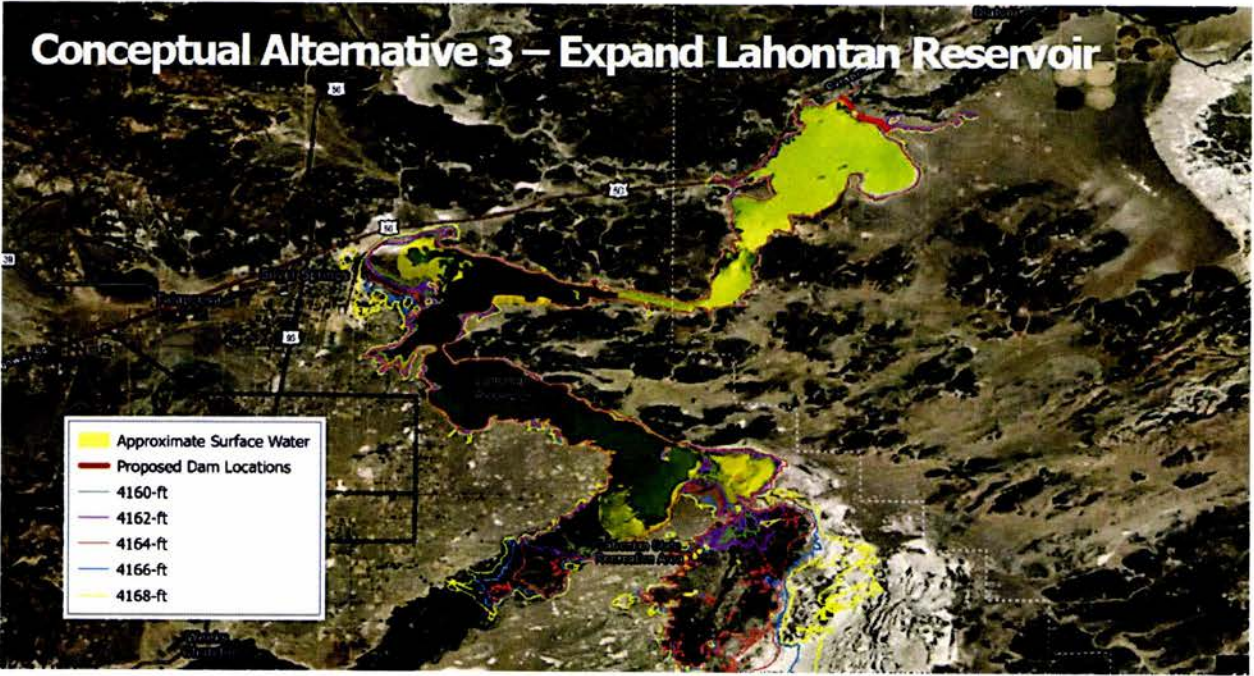 Conceptual Alternative 3 – Expand Lahontan Reservoir
50
50
50
95
Approximate Surface Water
Proposed Dam Locations
4160-ft
4162-ft
4164-ft
4166-ft
4168-ft